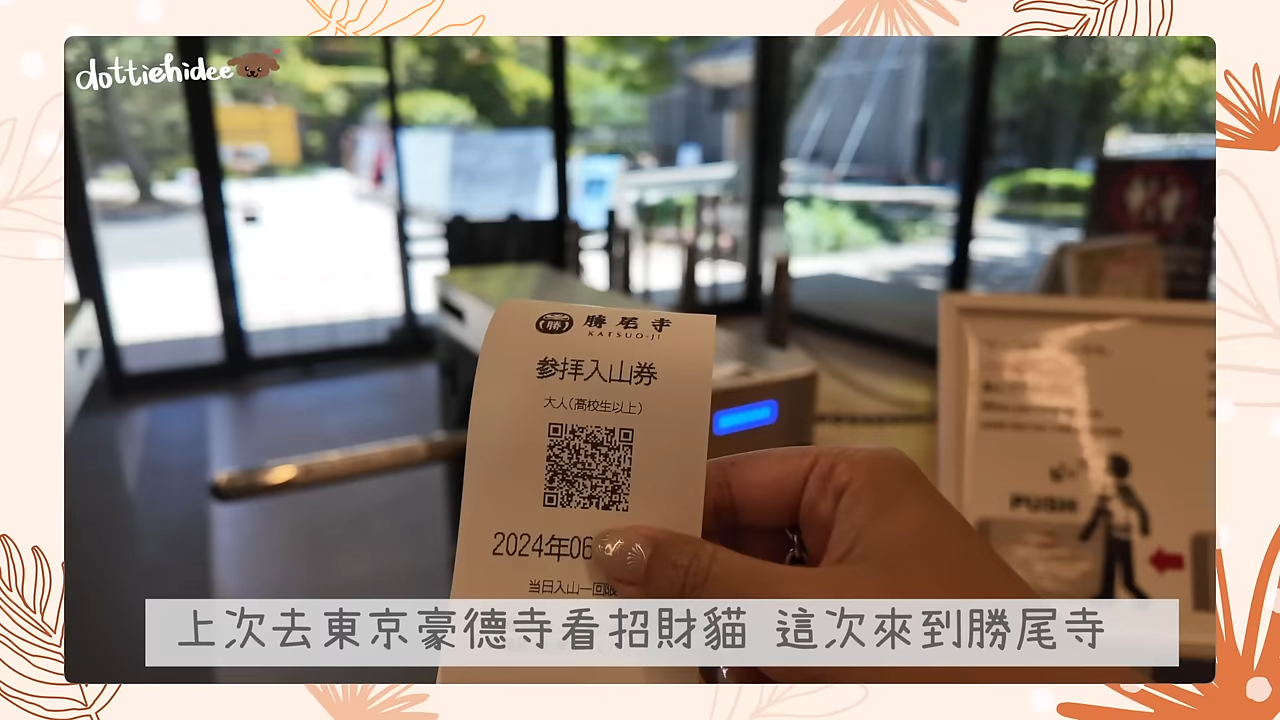 dottiehidee
勝 勝尾寺
KATSUO-JI
参拝入山券
大人(高校生以上)
2024年06
当日入山一回限
PUSH
上次去東京豪德寺看招財貓 這次來到勝尾寺